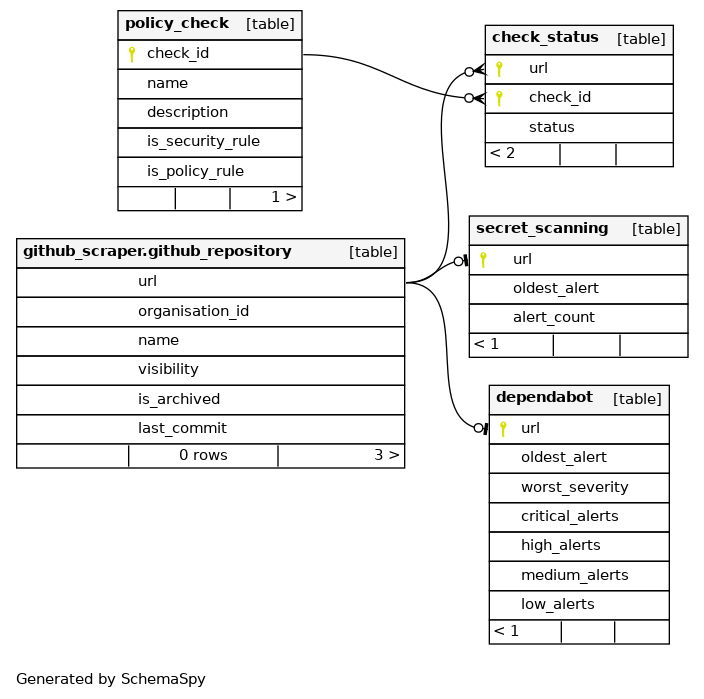 policy_check [table]
check_id
name
description
is_security_rule
is_policy_rule
1 >
check_status [table]
url
check_id
status
< 2
github_scraper.github_repository [table]
url
organisation_id
name
visibility
is_archived
last_commit
0 rows 3 >
secret_scanning [table]
url
oldest_alert
alert_count
< 1
dependabot [table]
url
oldest_alert
worst_severity
critical_alerts
high_alerts
medium_alerts
low_alerts
< 1
Generated by SchemaSpy